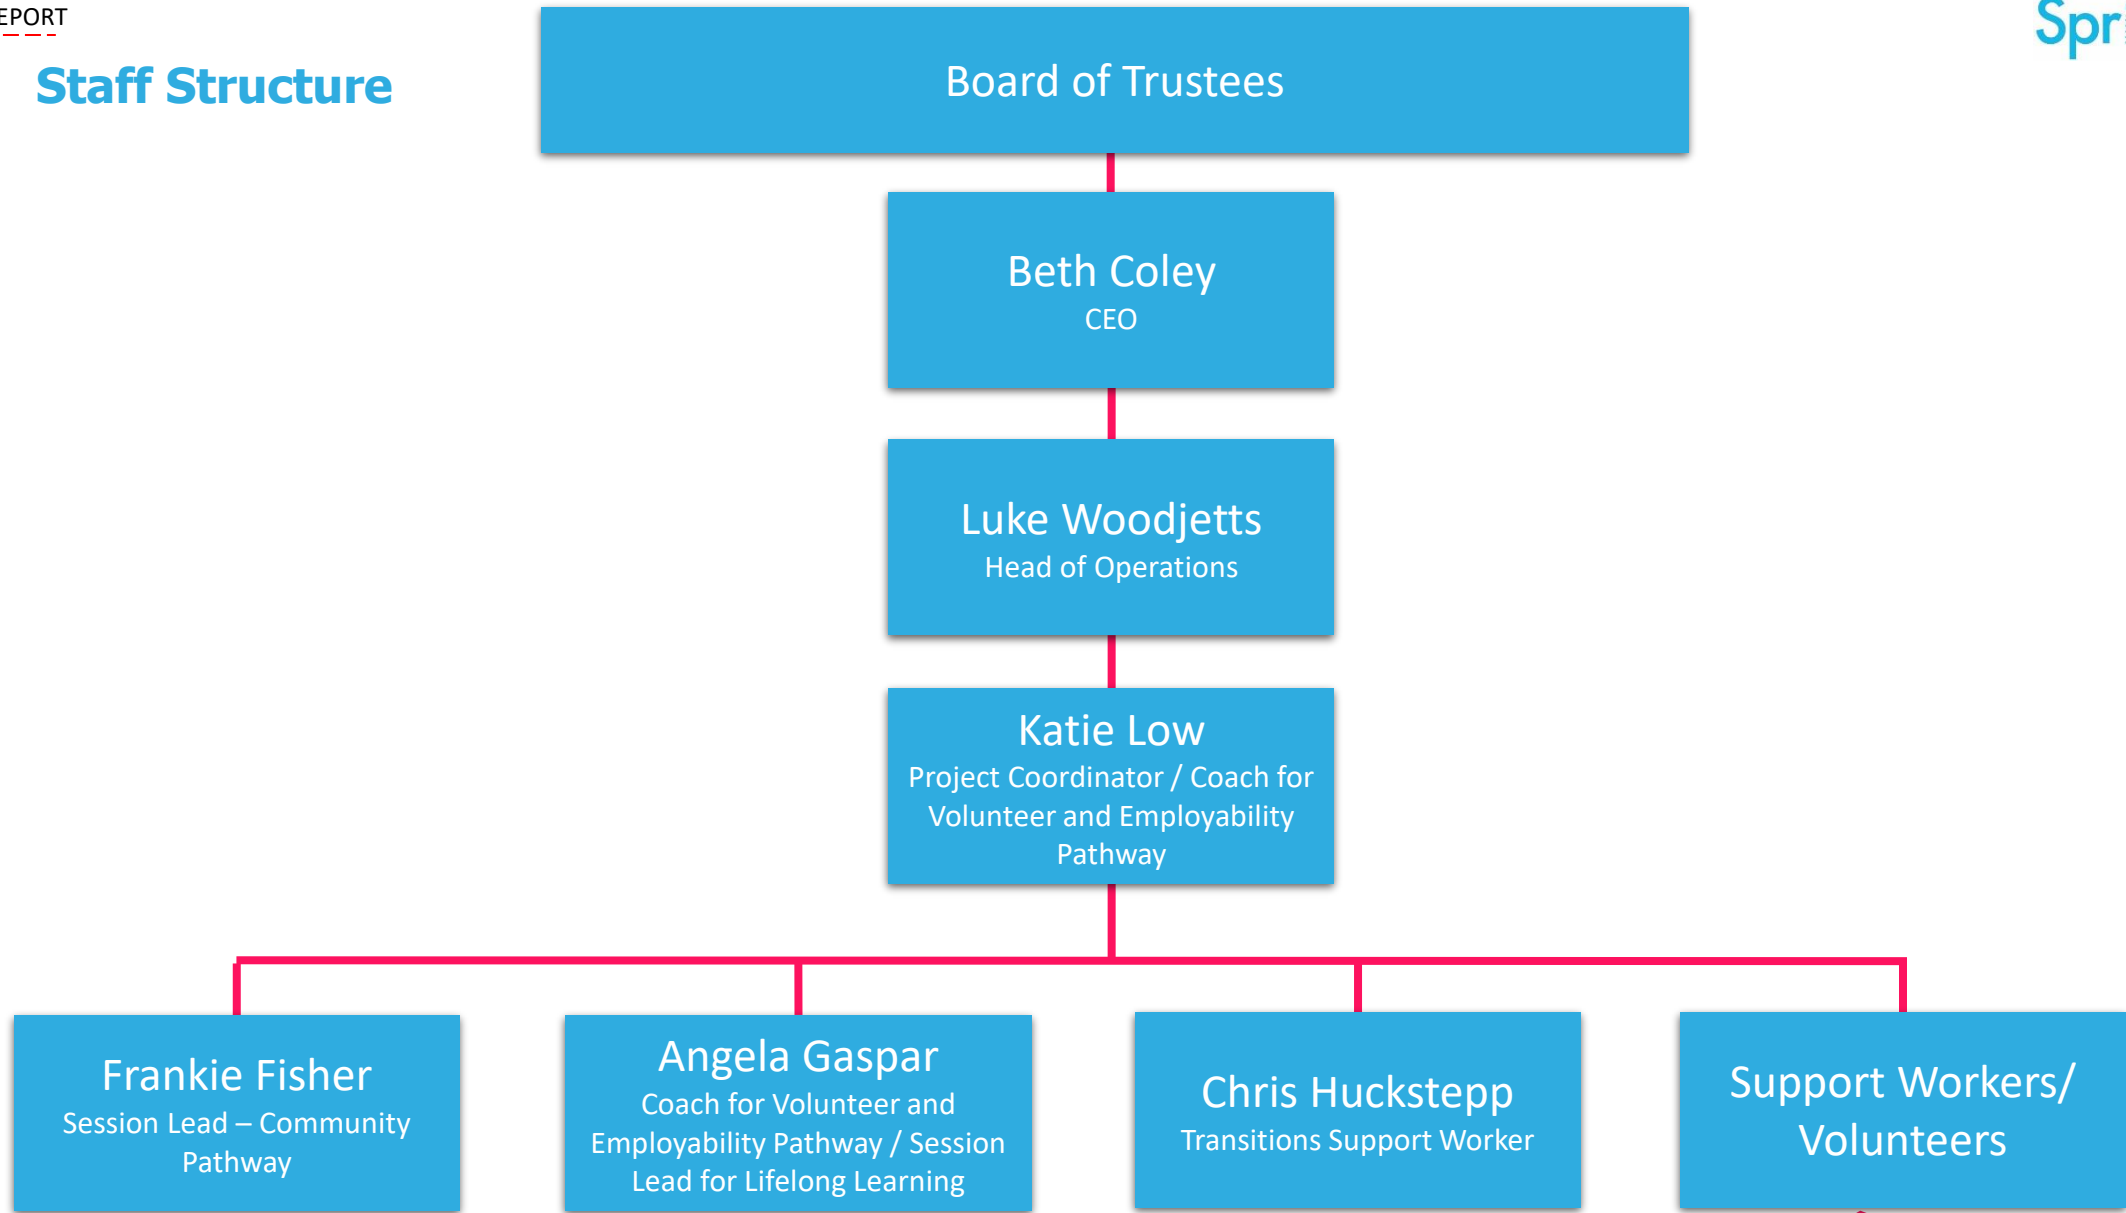 EPORT
Spr
Staff Structure
Board of Trustees
Beth Coley
CEO
Luke Woodjetts
Head of Operations
Katie Low
Project Coordinator / Coach for
Volunteer and Employability
Pathway
Frankie Fisher
Session Lead – Community
Pathway
Angela Gaspar
Coach for Volunteer and
Employability Pathway / Session
Lead for Lifelong Learning
Chris Huckstepp
Transitions Support Worker
Support Workers/
Volunteers